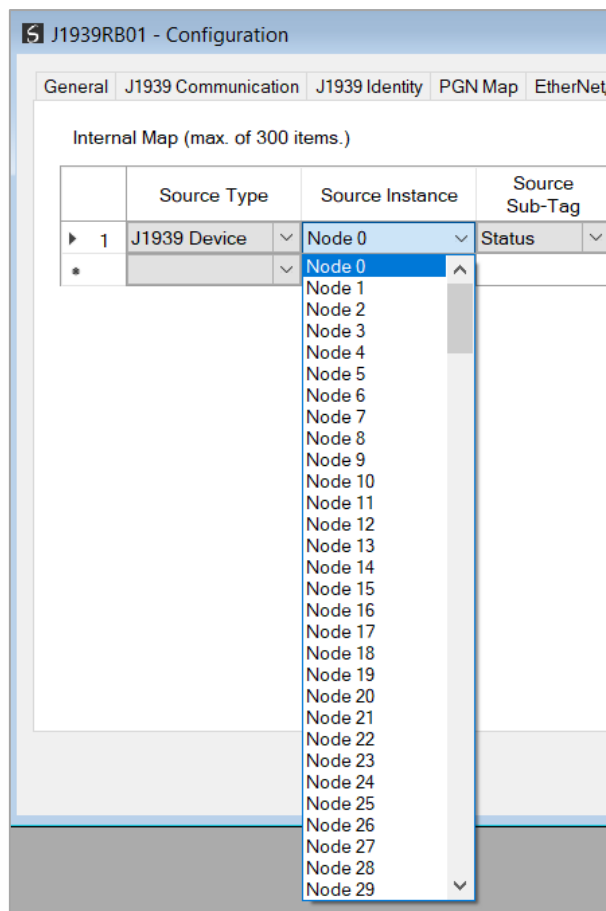 J1939RB01 - Configuration
General J1939 Communication J1939 Identity PGN Map EtherNet
Internal Map (max. of 300 items.)
Source Type Source Instance Source Sub-Tag
1 J1939 Device Node 0 Status
Node 0
Node 1
Node 2
Node 3
Node 4
Node 5
Node 6
Node 7
Node 8
Node 9
Node 10
Node 11
Node 12
Node 13
Node 14
Node 15
Node 16
Node 17
Node 18
Node 19
Node 20
Node 21
Node 22
Node 23
Node 24
Node 25
Node 26
Node 27
Node 28
Node 29